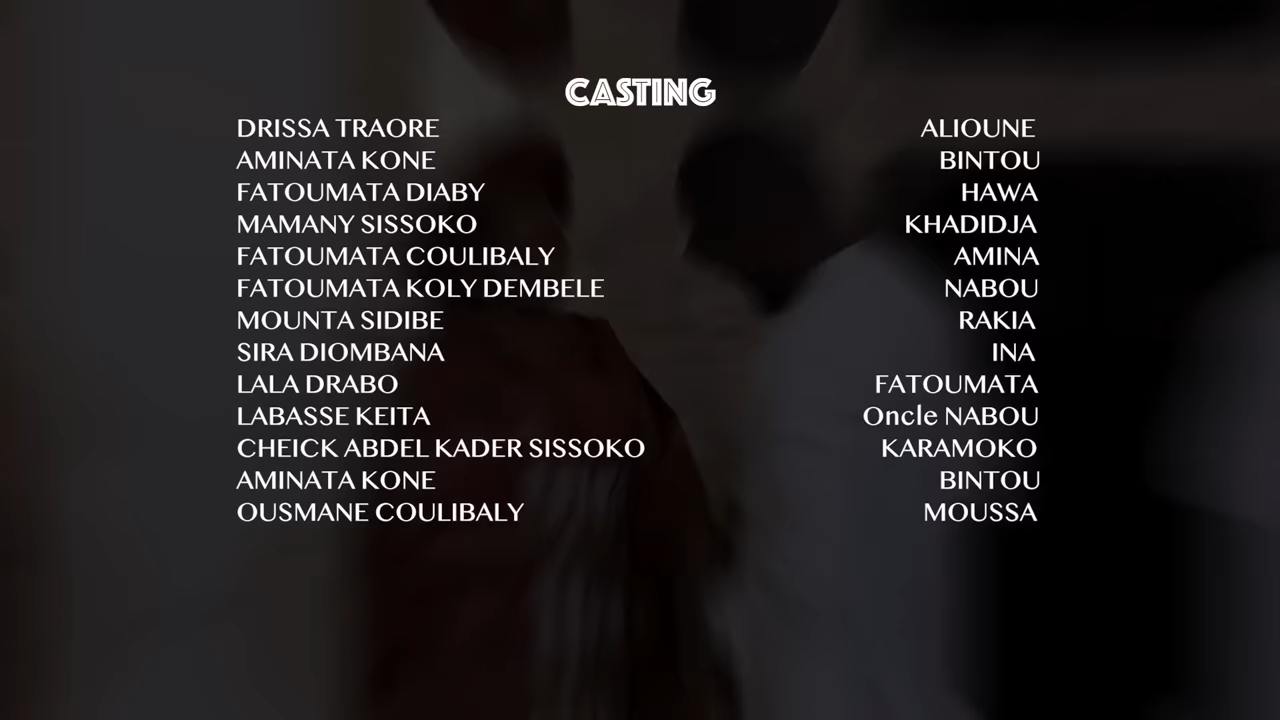 CASTING
DRISSA TRAORE ALIOUNE
AMINATA KONE BINTOU
FATOUMATA DIABY HAWA
MAMANY SISSOKO KHADIDJA
FATOUMATA COULIBALY AMINA
FATOUMATA KOLY DEMBELE NABOU
MOUNTA SIDIBE RAKIA
SIRA DIOMBANA INA
LALA DRABO FATOUMATA
LABASSE KEITA Oncle NABOU
CHEICK ABDEL KADER SISSOKO KARAMOKO
AMINATA KONE BINTOU
OUSMANE COULIBALY MOUSSA